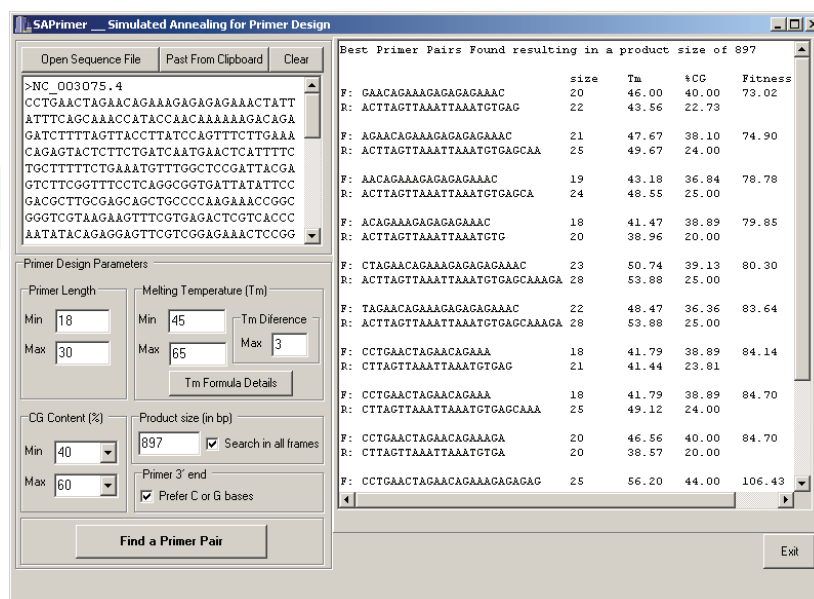 SAPrimer __ Simulated Annealing for Primer Design
Open Sequence File Past From Clipboard Clear
>NC_003075.4
CCTGAACTAGAACAGAAAGAGAGAGAAACTATT
ATTTCAGCAAACCATACCAACAAAAAAGACAGA
GATCTTTTAGTTACCTTATCCAGTTTCTTGAAA
CAGAGTACTCTTCTGATCAATGAACTCATTTTC
TGCTTTTTCTGAAATGTTTGGCTCCGATTACGA
GTCTTCGGTTTCCTCAGGCGGTGATTATATTCC
GACGCTTGCGAGCAGCTGCCCCAAGAAACCGGC
GGGTCGTAAGAAGTTTCGTGAGACTCGTCACCC
AATATACAGAGGAGTTCGTCGGAGAAACTCCGG
Primer Design Parameters
Primer Length
Min 18
Max 30
Melting Temperature (Tm)
Min 45
Max 65
Tm Diference
Max 3
Tm Formula Details
CG Content (%)
Min 40
Max 60
Product size (in bp)
897 Search in all frames
Primer 3´ end
Prefer C or G bases
Find a Primer Pair
Best Primer Pairs Found resulting in a product size of 897
size Tm %CG Fitness
F: GAACAGAAAGAGAGAGAAAC 20 46.00 40.00 73.02
R: ACTTAGTTAAATTAAATGTGAG 22 43.56 22.73
F: AGAACAGAAAGAGAGAGAAAC 21 47.67 38.10 74.90
R: ACTTAGTTAAATTAAATGTGAGCAA 25 49.67 24.00
F: AACAGAAAGAGAGAGAAAC 19 43.18 36.84 78.78
R: ACTTAGTTAAATTAAATGTGAGCA 24 48.55 25.00
F: ACAGAAAGAGAGAGAAAC 18 41.47 38.89 79.85
R: ACTTAGTTAAATTAAATGTG 20 38.96 20.00
F: CTAGAACAGAAAGAGAGAGAAAC 23 50.74 39.13 80.30
R: ACTTAGTTAAATTAAATGTGAGCAAAGA 28 53.88 25.00
F: TAGAACAGAAAGAGAGAGAAAC 22 48.47 36.36 83.64
R: ACTTAGTTAAATTAAATGTGAGCAAAGA 28 53.88 25.00
F: CCTGAACTAGAACAGAAA 18 41.79 38.89 84.14
R: CTTAGTTAAATTAAATGTGAG 21 41.44 23.81
F: CCTGAACTAGAACAGAAA 18 41.79 38.89 84.70
R: CTTAGTTAAATTAAATGTGAGCAAA 25 49.12 24.00
F: CCTGAACTAGAACAGAAAGA 20 46.56 40.00 84.70
R: CTTAGTTAAATTAAATGTGA 20 38.57 20.00
F: CCTGAACTAGAACAGAAAGAGAGAG 25 56.20 44.00 106.43
Exit